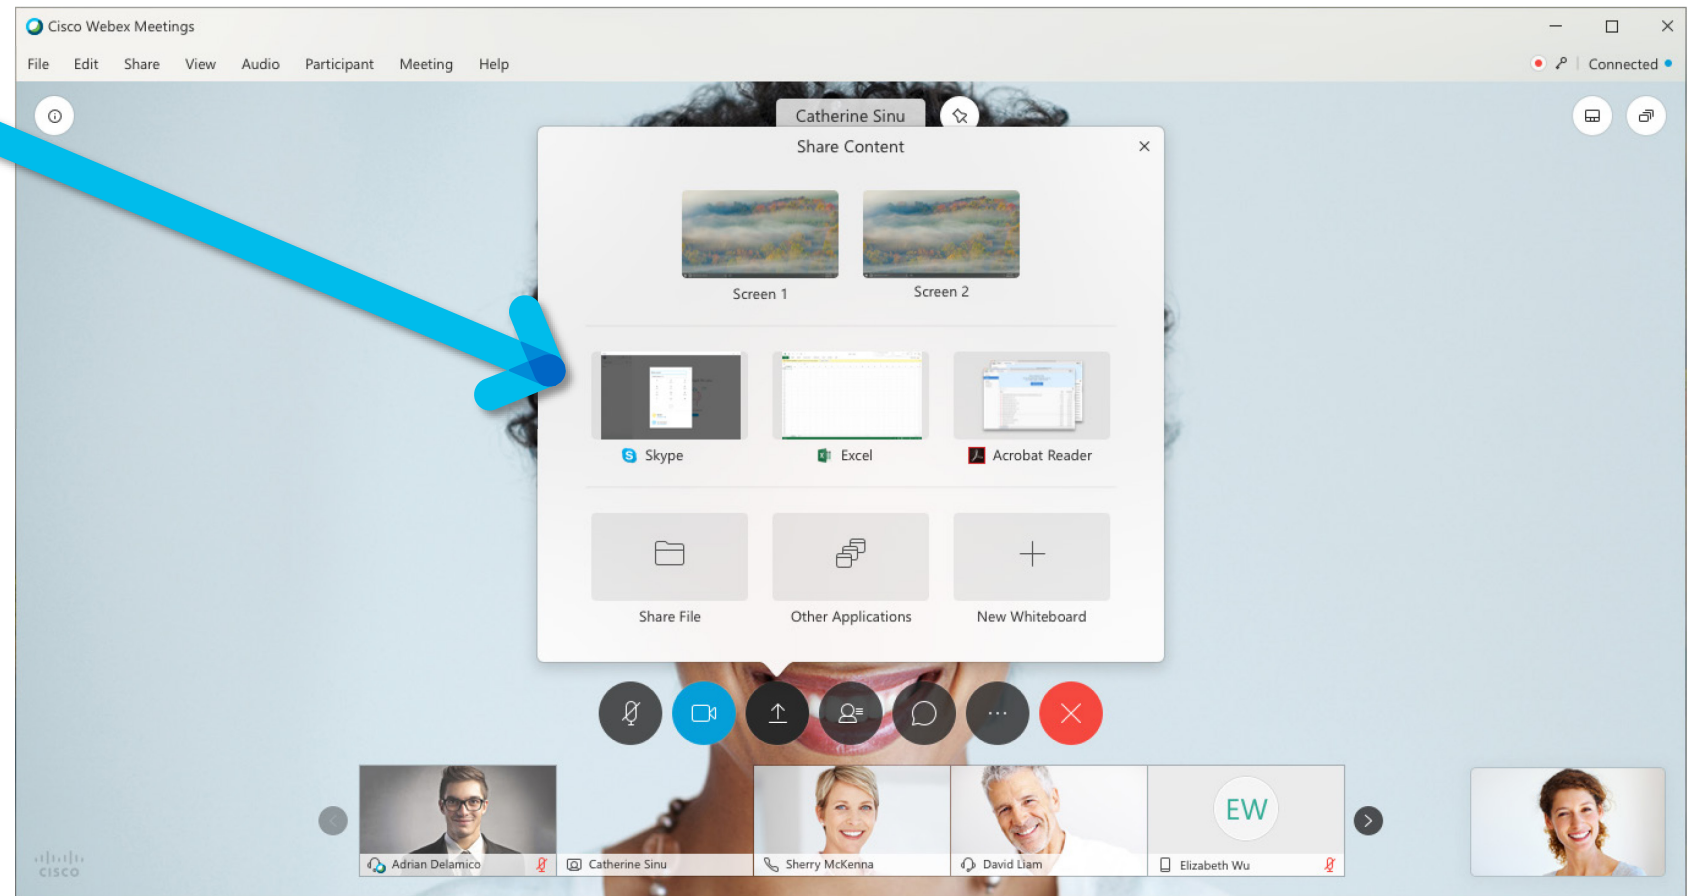 Cisco Webex Meetings
File Edit Share View Audio Participant Meeting Help
Connected
Catherine Sinu
Share Content
Screen 1 Screen 2
Skype Excel Acrobat Reader
Share File Other Applications New Whiteboard
EW
Adrian Delamico Catherine Sinu Sherry McKenna David Liam Elizabeth Wu
CISCO